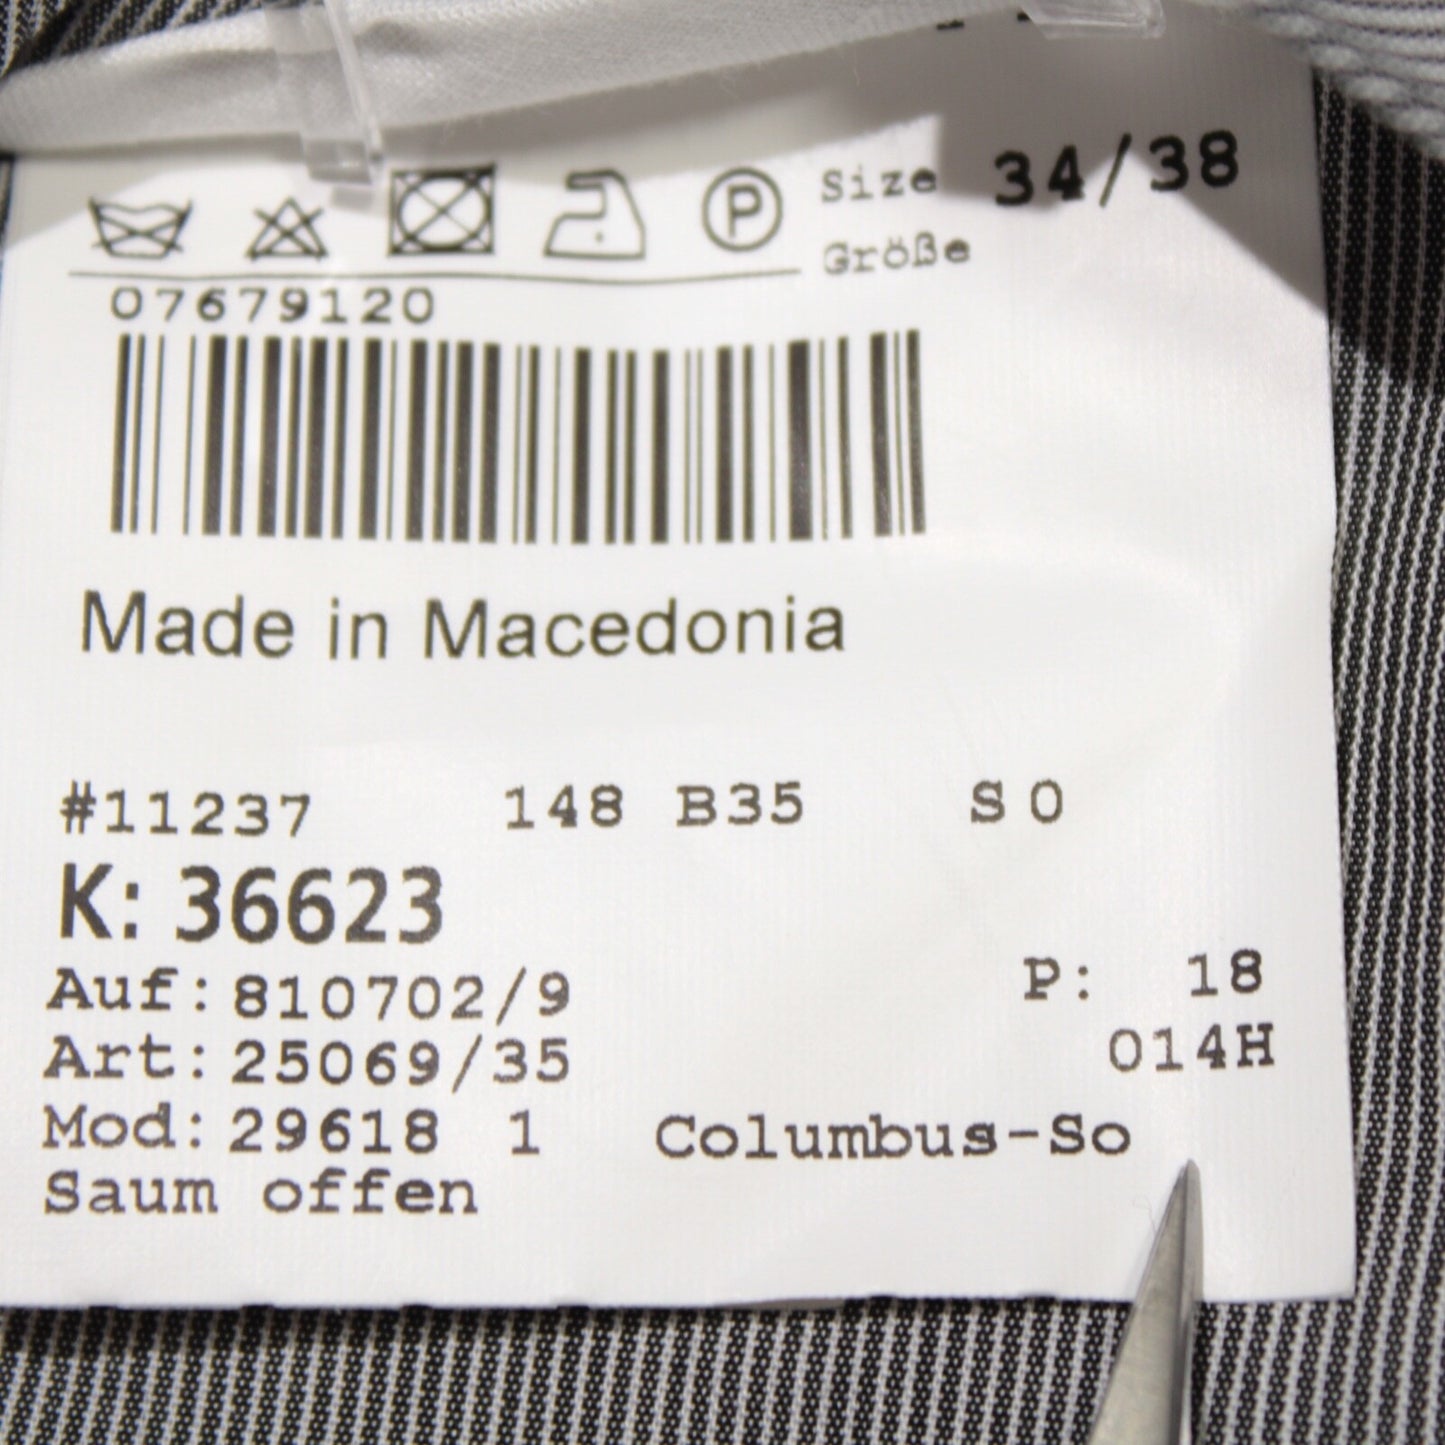 Size 34/38
Größe
07679120
Made in Macedonia
#11237 148 B35 S 0
K: 36623
Auf: 810702/9 P: 18
Art: 25069/35 014H
Mod: 29618 1 Columbus-So
Saum offen